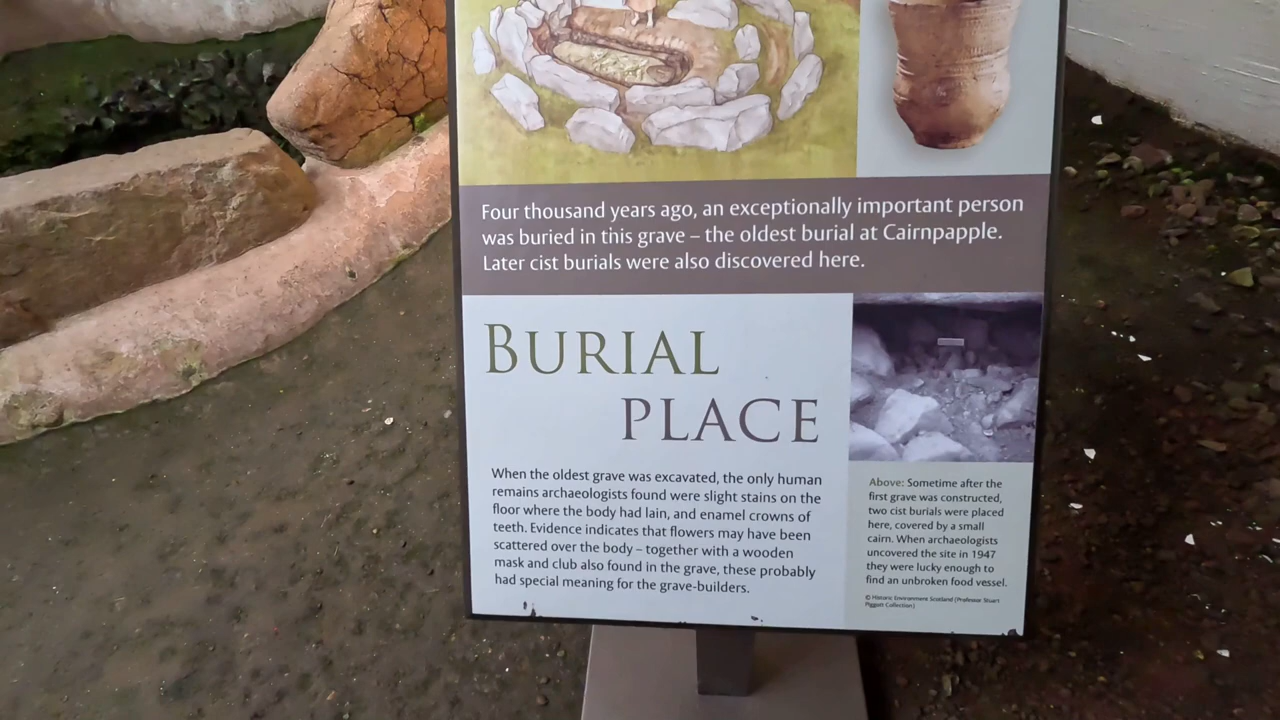 Four thousand years ago, an exceptionally important person
was buried in this grave – the oldest burial at Cairnpapple.
Later cist burials were also discovered here.
BURIAL
PLACE
When the oldest grave was excavated, the only human
remains archaeologists found were slight stains on the
floor where the body had lain, and enamel crowns of
teeth. Evidence indicates that flowers may have been
scattered over the body – together with a wooden
mask and club also found in the grave, these probably
had special meaning for the grave-builders.
Above: Sometime after the
first grave was constructed,
two cist burials were placed
here, covered by a small
cairn. When archaeologists
uncovered the site in 1947
they were lucky enough to
find an unbroken food vessel.
© Historic Environment Scotland (Professor Stuart
Piggott Collection)